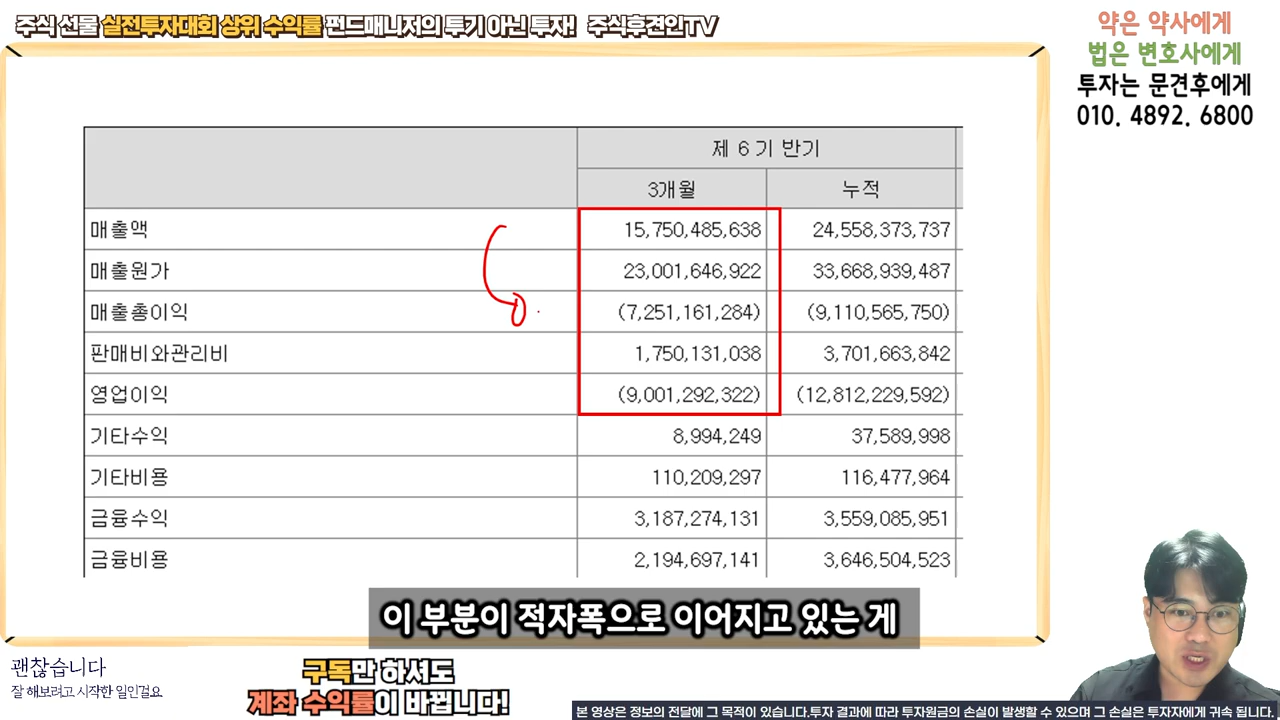 주식 선물 실전투자대회 상위 수익률 펀드매니저의 투기 아닌 투자! 주식후견인TV
약은 약사에게
법은 변호사에게
투자는 문견후에게
010. 4892. 6800
제 6 기 반기
3개월 누적
매출액 15,750,485,638 24,558,373,737
매출원가 23,001,646,922 33,668,939,487
매출총이익 (7,251,161,284) (9,110,565,750)
판매비와관리비 1,750,131,038 3,701,663,842
영업이익 (9,001,292,322) (12,812,229,592)
기타수익 8,994,249 37,589,998
기타비용 110,209,297 116,477,964
금융수익 3,187,274,131 3,559,085,951
금융비용 2,194,697,141 3,646,504,523
이 부분이 적자폭으로 이어지고 있는 게
괜찮습니다
잘 해보려고 시작한 일인걸요
구독만 하셔도
계좌 수익률이 바뀝니다!
본 영상은 정보의 전달에 그 목적이 있습니다.투자 결과에 따라 투자원금의 손실이 발생할 수 있으며 그 손실은 투자자에게 귀속 됩니다.